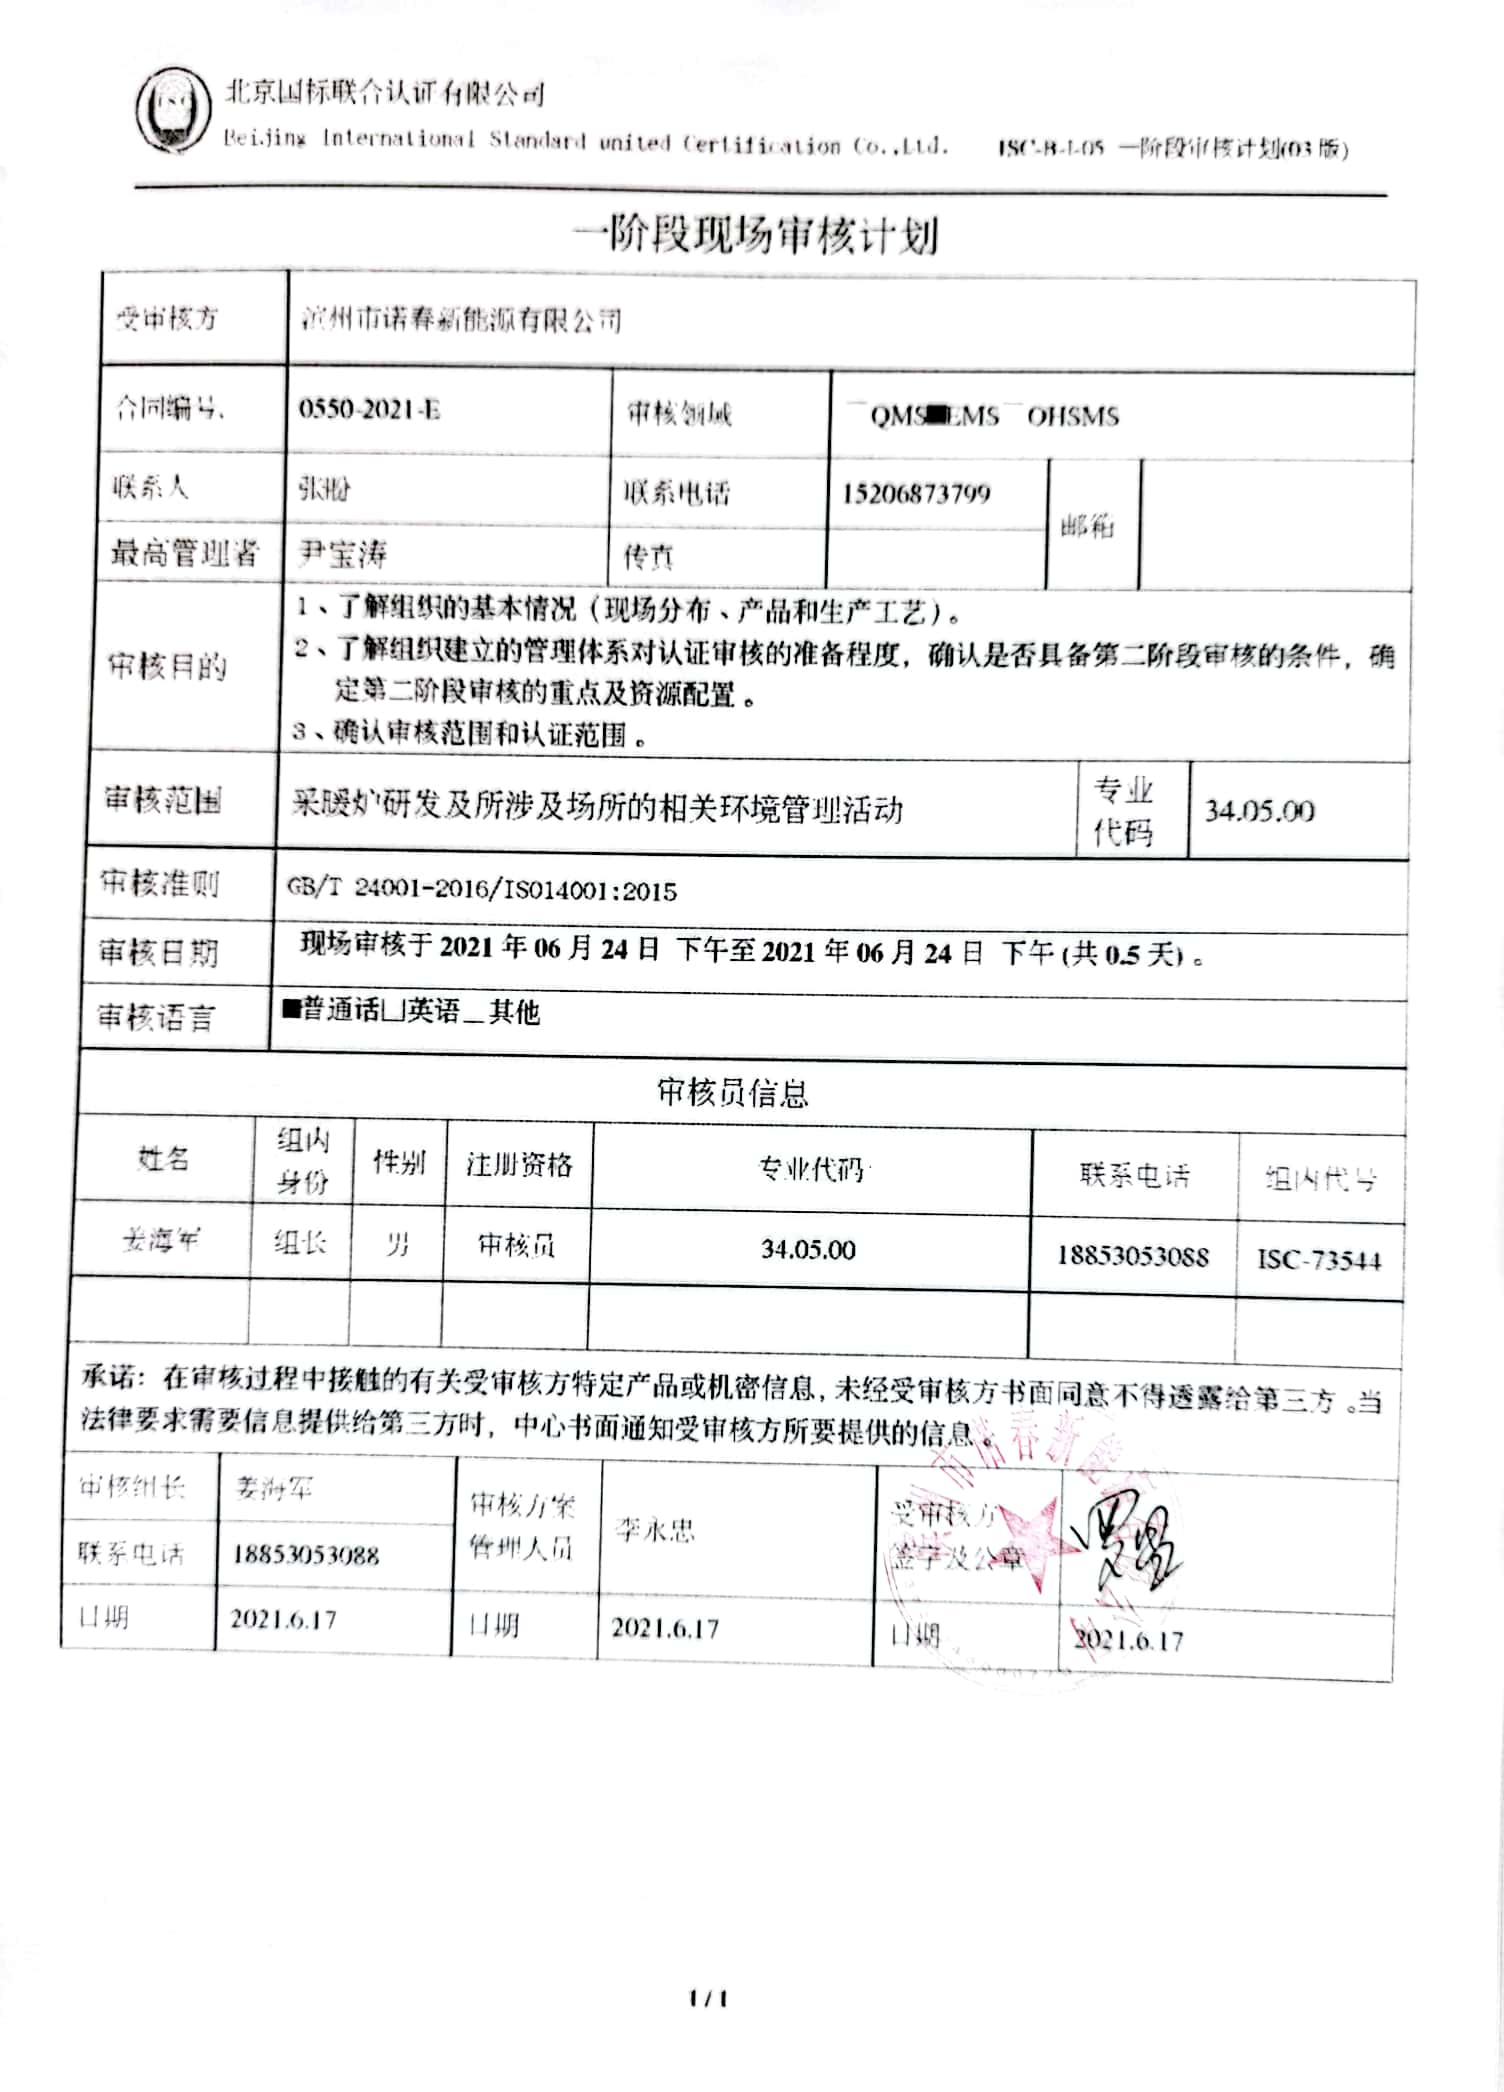 北京国标联合认证有限公司
Beijing International Standard united Certification Co.,Ltd. ISC-B-I-05 一阶段审核计划(03版)
一阶段现场审核计划
受审核方 滨州市诺春新能源有限公司
合同编号 0550-2021-E 审核领域 QMS■EMS OHSMS
联系人 张盼 联系电话 15206873799 邮箱
最高管理者 尹宝涛 传真
审核目的
1、了解组织的基本情况（现场分布、产品和生产工艺）。
2、了解组织建立的管理体系对认证审核的准备程度，确认是否具备第二阶段审核的条件，确
定第二阶段审核的重点及资源配置。
3、确认审核范围和认证范围。
审核范围 采暖炉研发及所涉及场所的相关环境管理活动 专业代码 34.05.00
审核准则 GB/T 24001-2016/ISO14001:2015
审核日期 现场审核于2021年06月24日 下午至2021年06月24日 下午(共0.5天)。
审核语言 ■普通话□英语□其他
审核员信息
姓名 组内身份 性别 注册资格 专业代码 联系电话 组内代号
姜海军 组长 男 审核员 34.05.00 18853053088 ISC-73544
承诺：在审核过程中接触的有关受审核方特定产品或机密信息，未经受审核方书面同意不得透露给第三方。当
法律要求需要信息提供给第三方时，中心书面通知受审核方所要提供的信息。
审核组长 姜海军 审核方案管理人员 李永忠 受审核方签字及公章
联系电话 18853053088
日期 2021.6.17 日期 2021.6.17 日期 2021.6.17
1/1